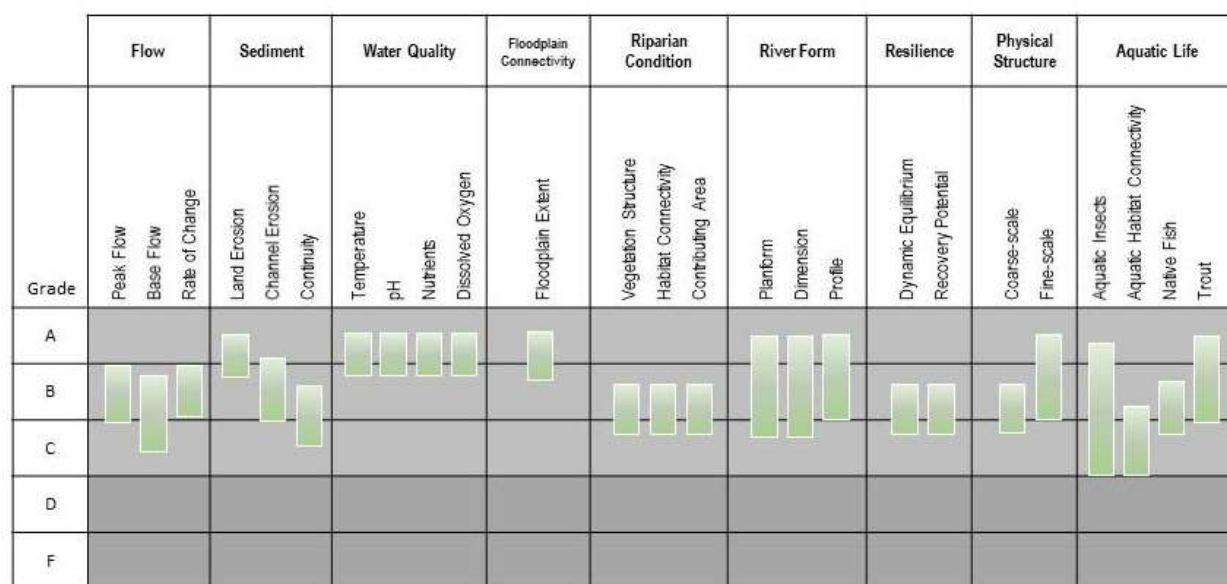 Flow
Sediment
Water Quality
Floodplain
Connectivity
Riparian
Condition
River Form
Resilience
Physical
Structure
Aquatic Life
Grade
Peak Flow
Base Flow
Rate of Change
Land Erosion
Channel Erosion
Continuity
Temperature
pH
Nutrients
Dissolved Oxygen
Floodplain Extent
Vegetation Structure
Habitat Connectivity
Contributing Area
Planform
Dimension
Profile
Dynamic Equilibrium
Recovery Potential
Coarse-scale
Fine-scale
Aquatic Insects
Aquatic Habitat Connectivity
Native Fish
Trout
A
B
C
D
F